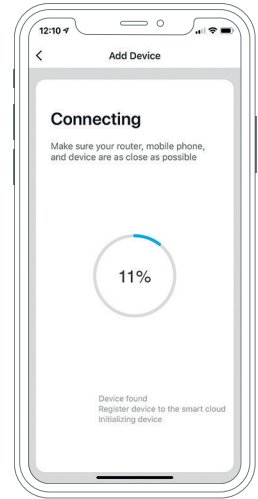 12:10
Add Device
Connecting
Make sure your router, mobile phone,
and device are as close as possible
11%
Device found
Register device to the smart cloud
Initializing device